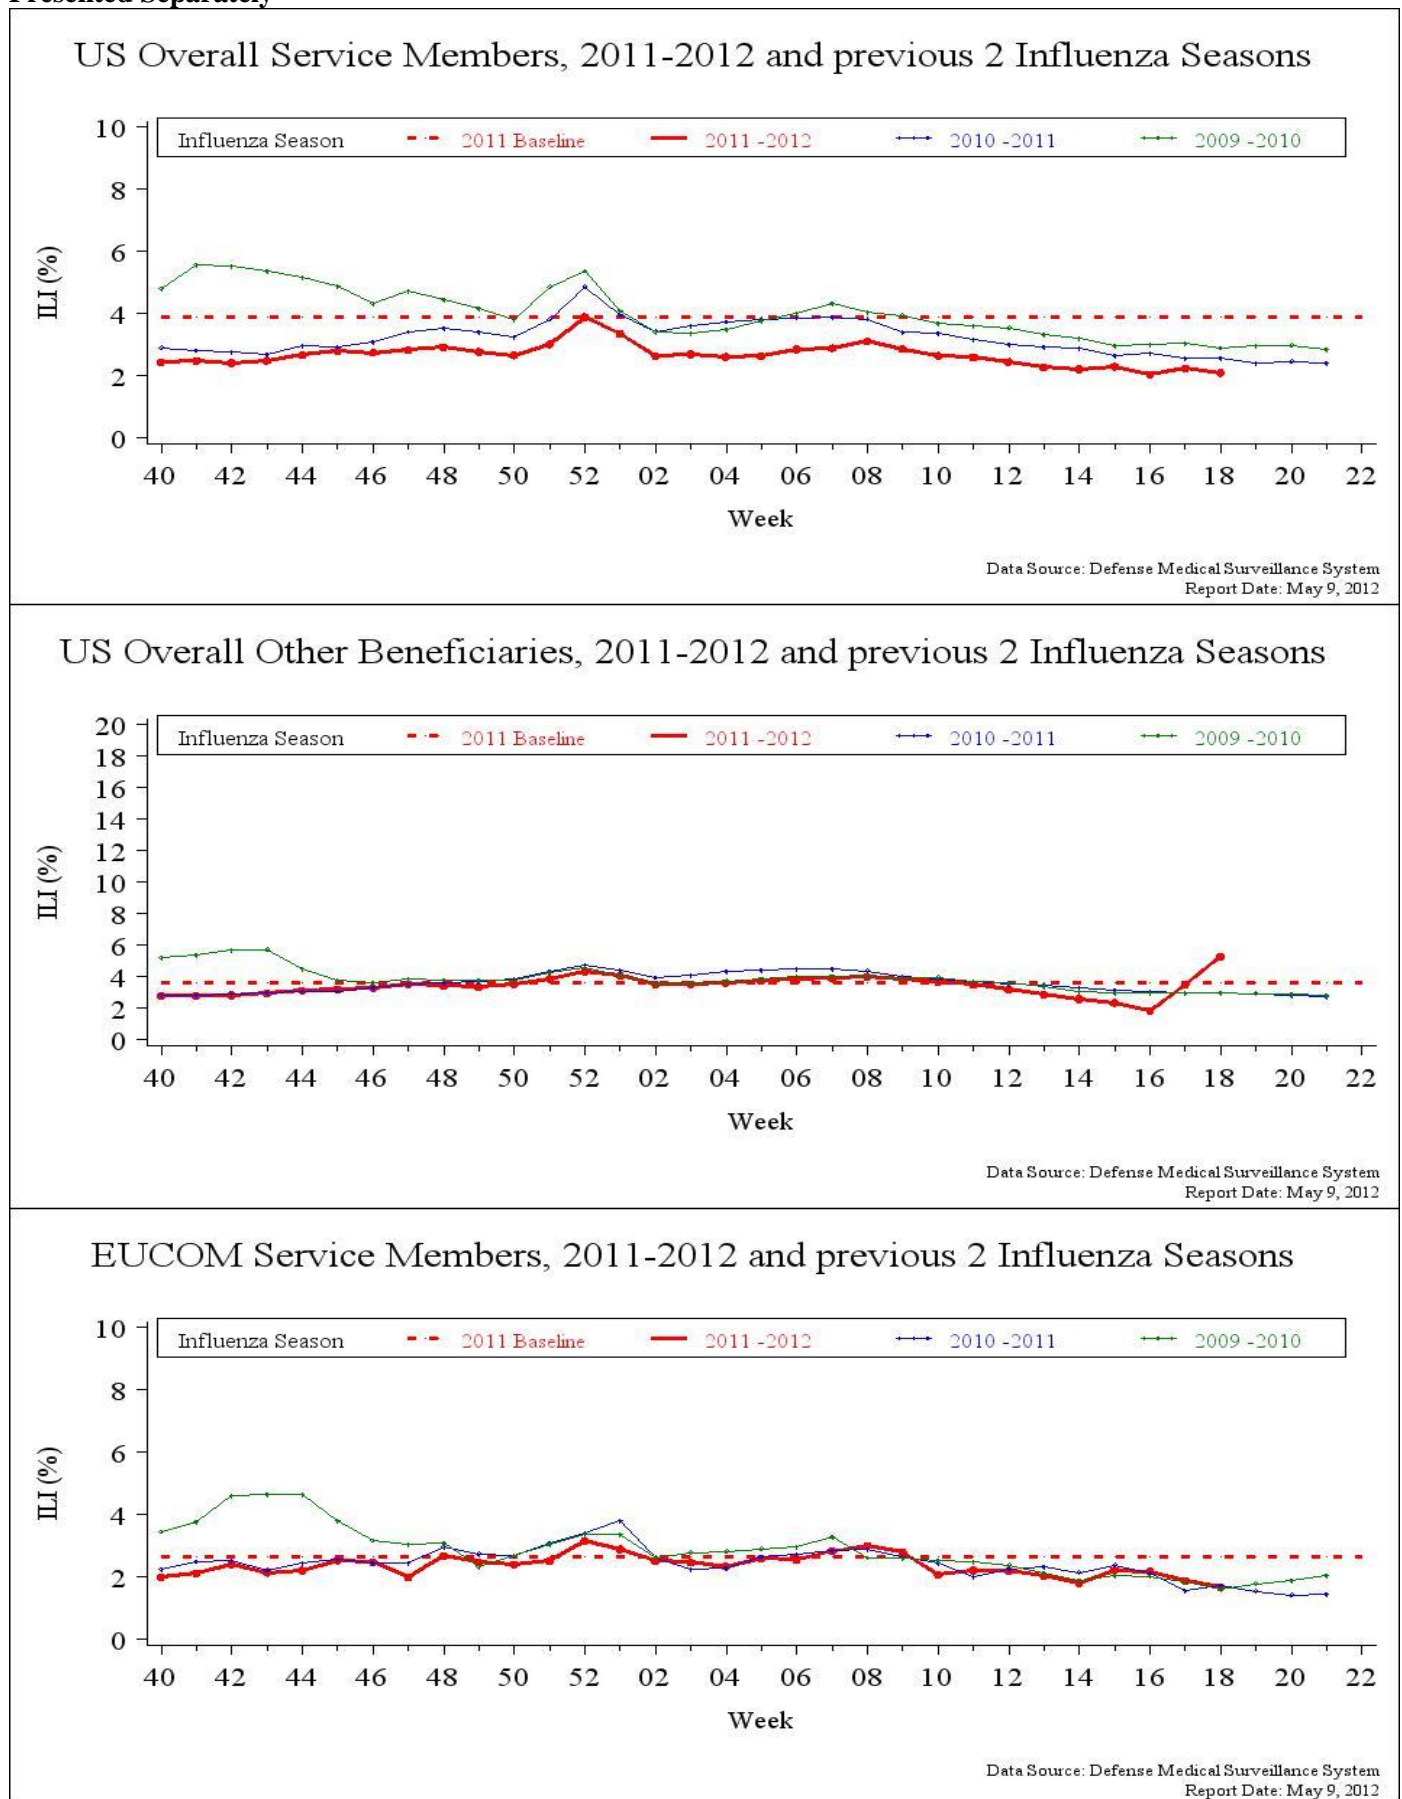 Presented Separately
US Overall Service Members, 2011-2012 and previous 2 Influenza Seasons
10
Influenza Season 2011 Baseline 2011 -2012 2010 -2011 2009 -2010
8
6
ILI (%)
4
2
0
40 42 44 46 48 50 52 02 04 06 08 10 12 14 16 18 20 22
Week
Data Source: Defense Medical Surveillance System
Report Date: May 9, 2012
US Overall Other Beneficiaries, 2011-2012 and previous 2 Influenza Seasons
20
Influenza Season 2011 Baseline 2011 -2012 2010 -2011 2009 -2010
18
16
14
12
ILI (%)
10
8
6
4
2
0
40 42 44 46 48 50 52 02 04 06 08 10 12 14 16 18 20 22
Week
Data Source: Defense Medical Surveillance System
Report Date: May 9, 2012
EUCOM Service Members, 2011-2012 and previous 2 Influenza Seasons
10
Influenza Season 2011 Baseline 2011 -2012 2010 -2011 2009 -2010
8
6
ILI (%)
4
2
0
40 42 44 46 48 50 52 02 04 06 08 10 12 14 16 18 20 22
Week
Data Source: Defense Medical Surveillance System
Report Date: May 9, 2012